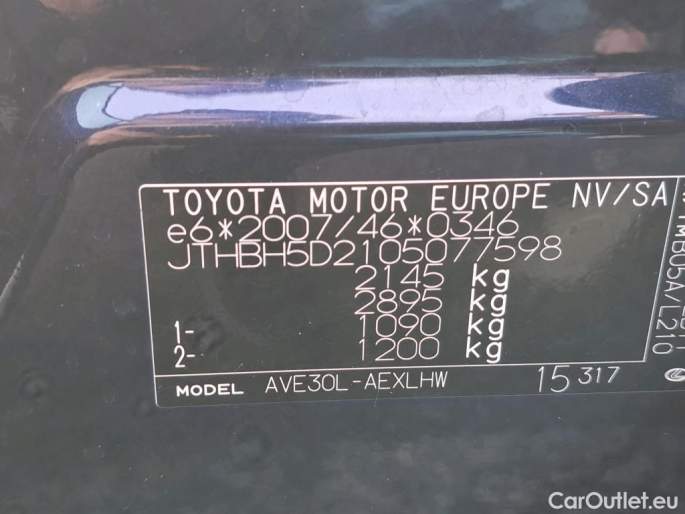 TOYOTA MOTOR EUROPE NV/SA
e6*2007/46*0346
JTHBH5D2105077598
2145 kg
2895 kg
1- 1090 kg
2- 1200 kg
MODEL AVE30L-AEXLHW 15 317
CarOutlet.eu